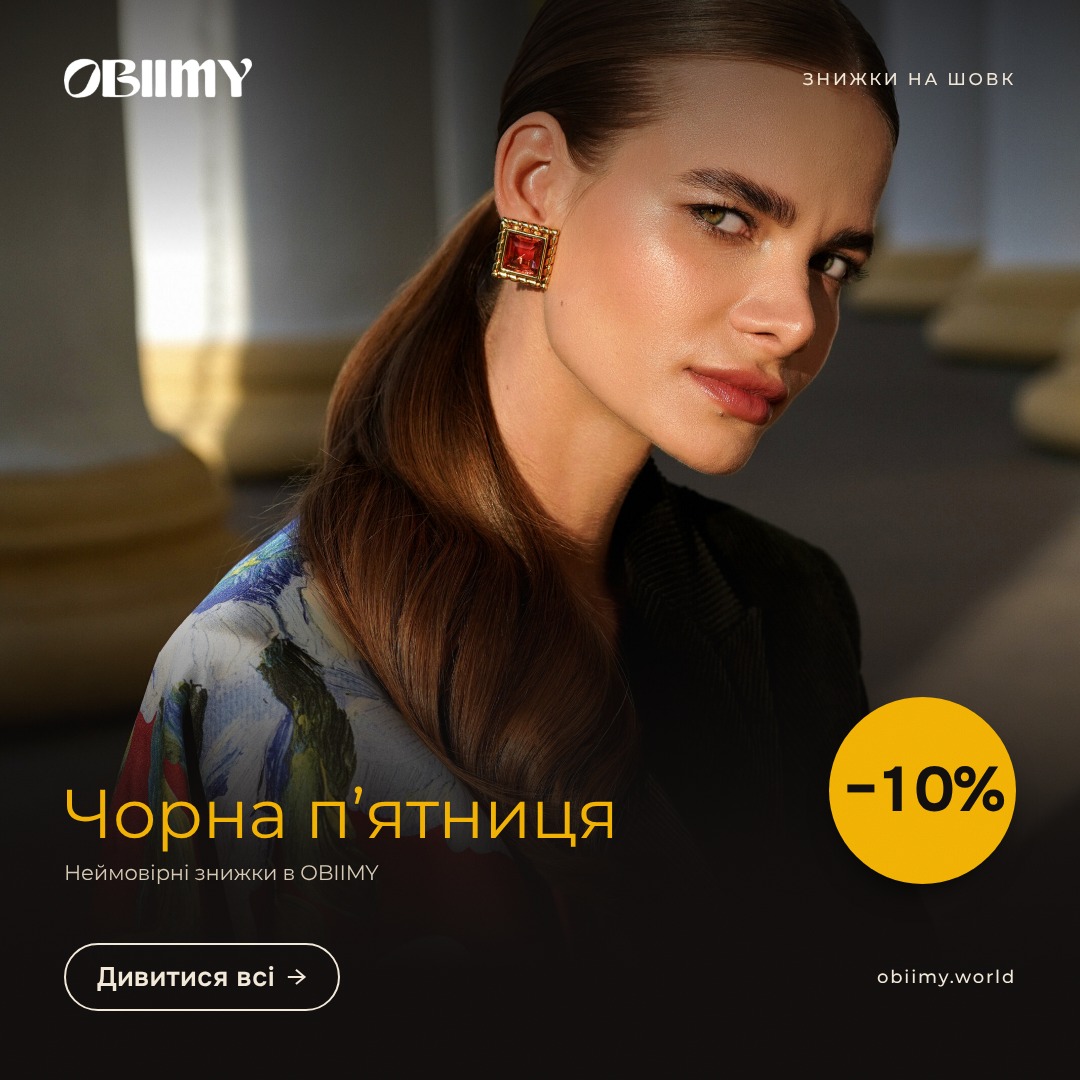 OBIIMY
ЗНИЖКИ НА ШОВК
Чорна п’ятниця
Неймовірні знижки в OBIIMY
−10%
Дивитися всі →
obiimy.world